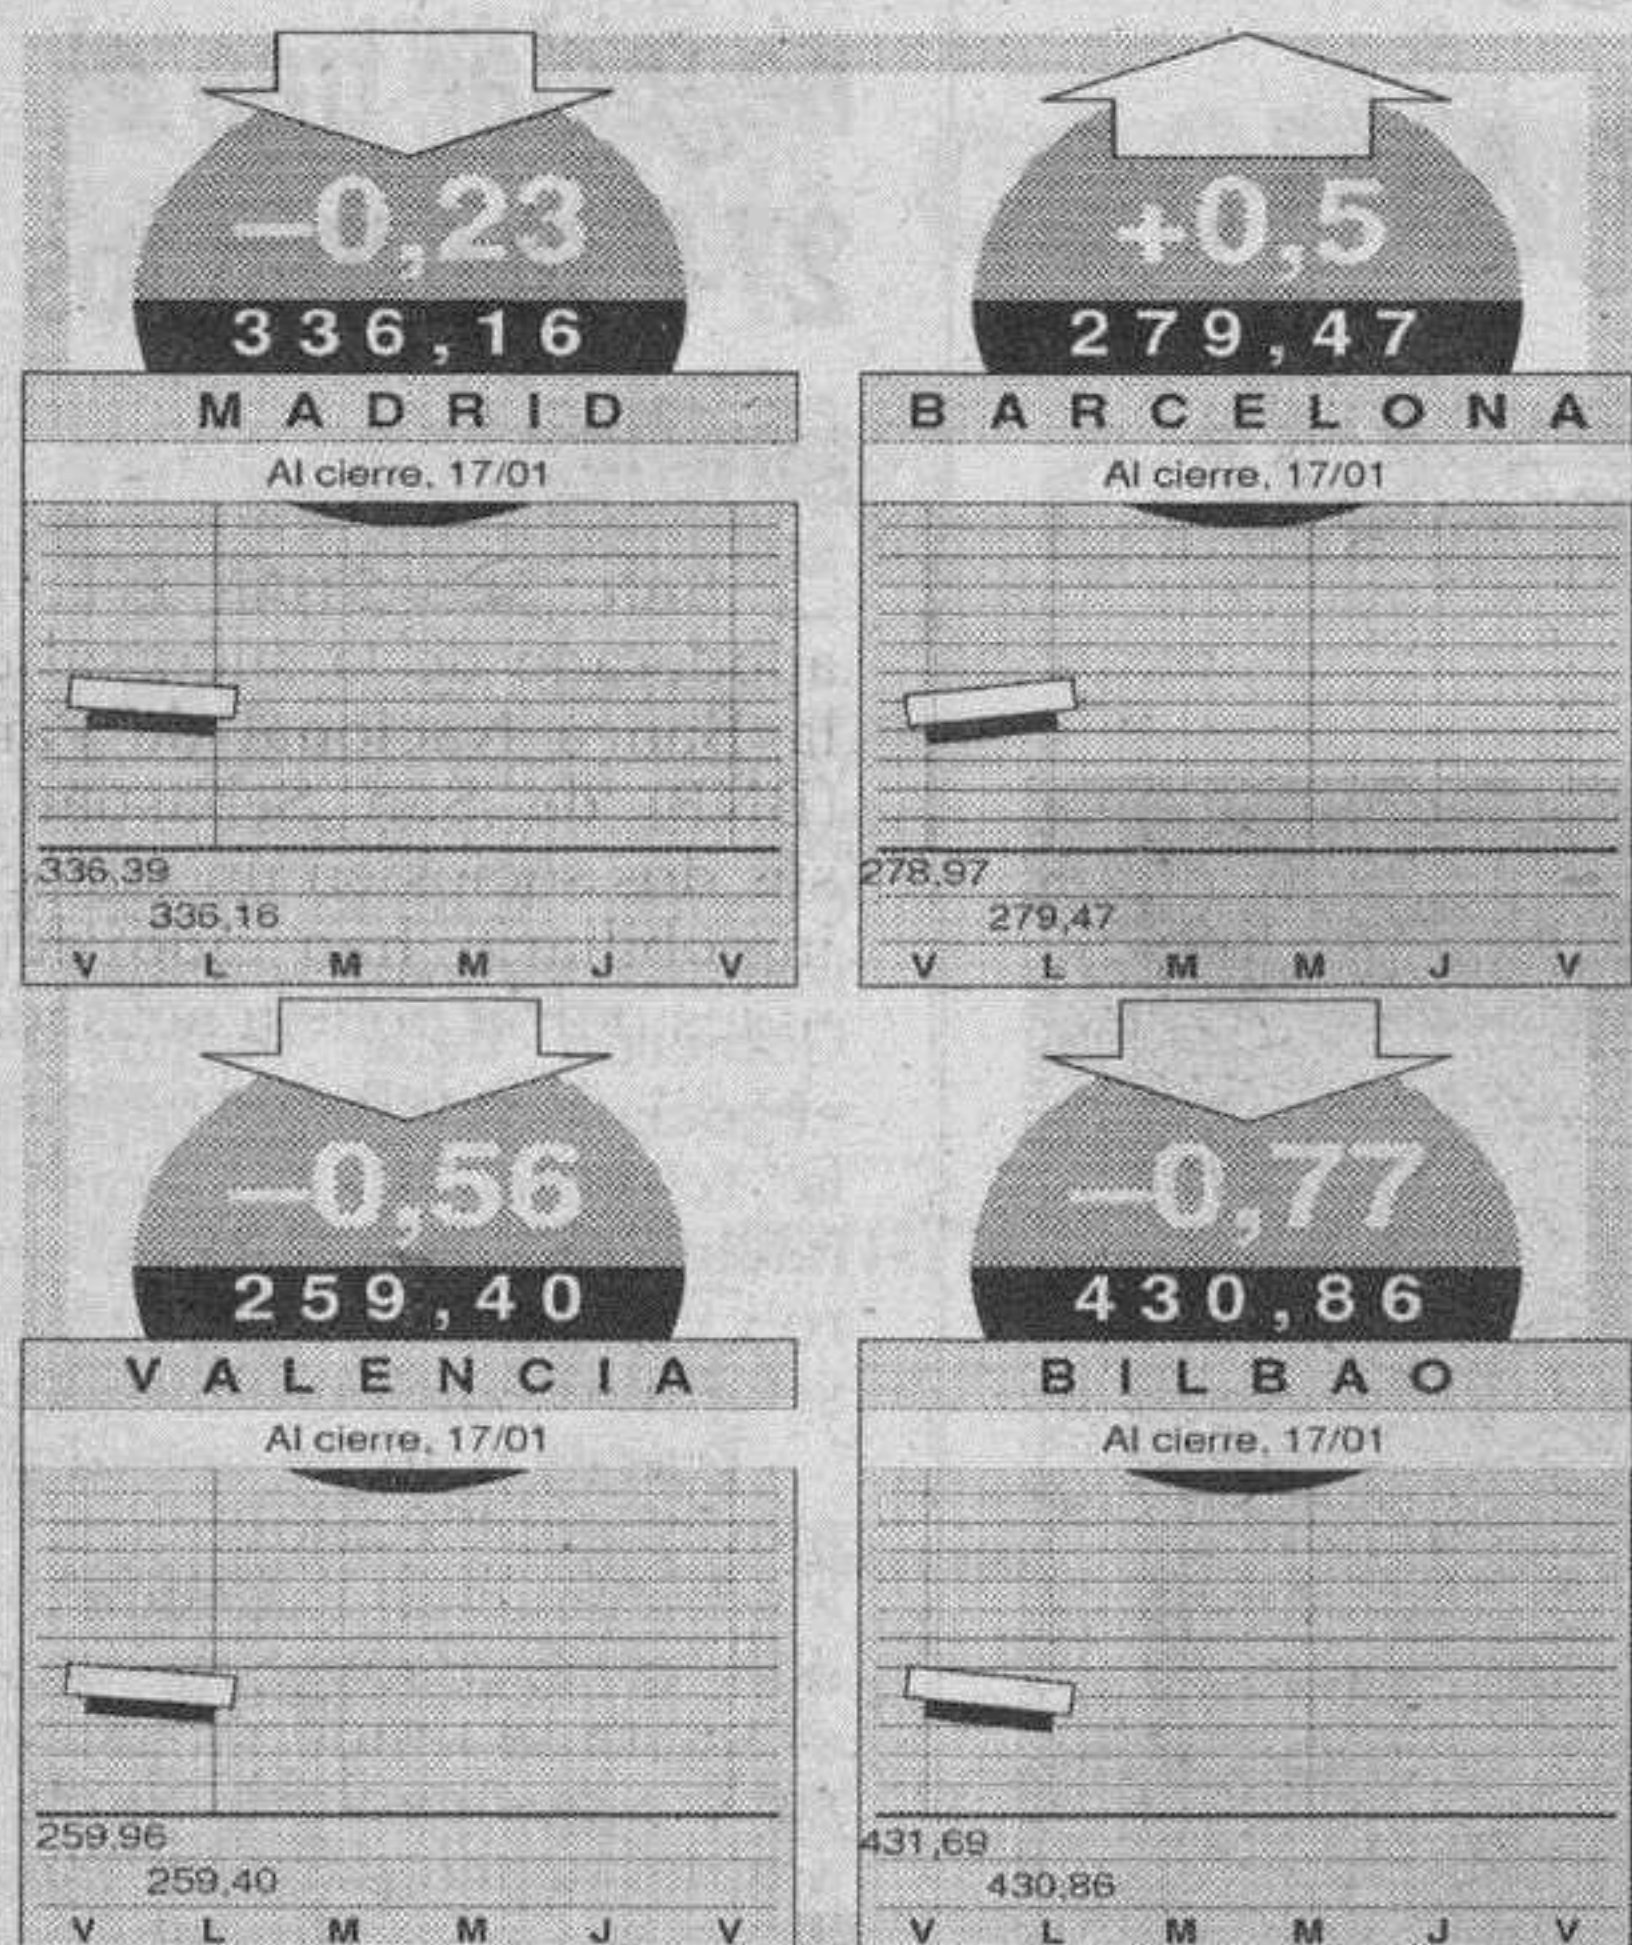 —0,23
336,16
MADRID
Al cierre, 17/01
336,39
336,16
V L M M J V
+0,5
279,47
BARCELONA
Al cierre, 17/01
278,97
279,47
V L M M J V
—0,56
259,40
VALENCIA
Al cierre, 17/01
259,96
259,40
V L M M J V
—0,77
430,86
BILBAO
Al cierre, 17/01
431,69
430,86
V L M M J V